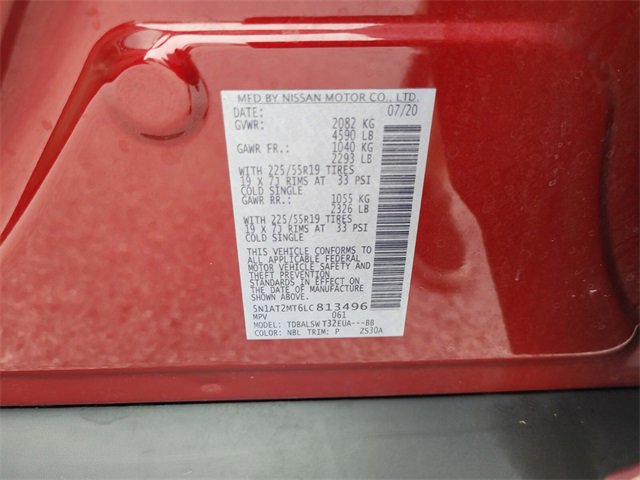 MFD BY NISSAN MOTOR CO., LTD.
DATE: 07/20
GVWR: 2082 KG
4590 LB
GAWR FR.: 1040 KG
2293 LB
WITH 225/55R19 TIRES
19 X 7J RIMS AT 33 PSI
COLD SINGLE
GAWR RR.: 1055 KG
2326 LB
WITH 225/55R19 TIRES
19 X 7J RIMS AT 33 PSI
COLD SINGLE
THIS VEHICLE CONFORMS TO
ALL APPLICABLE FEDERAL
MOTOR VEHICLE SAFETY AND
THEFT PREVENTION
STANDARDS IN EFFECT ON
THE DATE OF MANUFACTURE
SHOWN ABOVE.
5N1AT2MT6LC813496
MPV 061
MODEL: TDBALSW T32EUA---BB
COLOR: NBL TRIM: P ZS30A